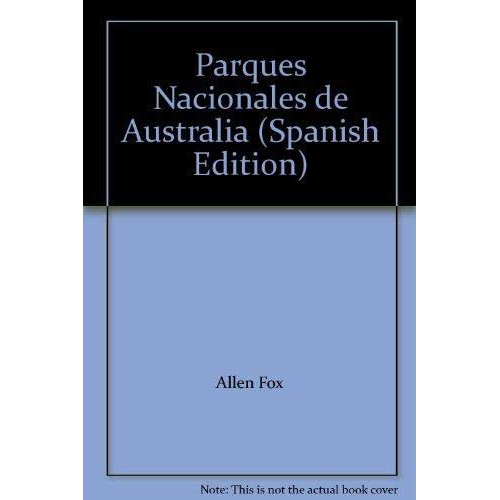 Parques
Nacionales de
Australia (Spanish
Edition)
Allen Fox
Note: This is not the actual book cover